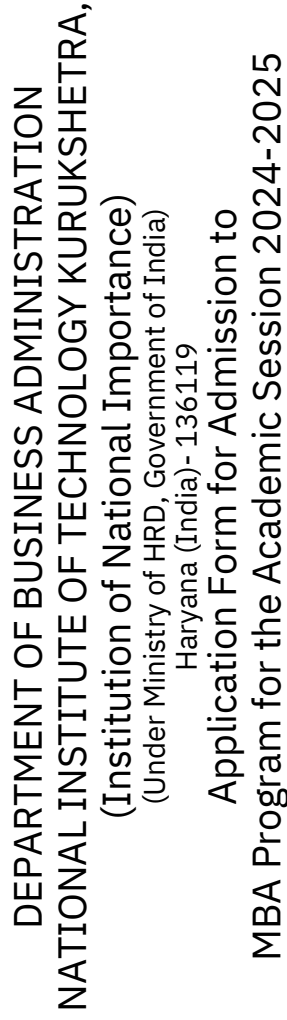 DEPARTMENT OF BUSINESS ADMINISTRATION
NATIONAL INSTITUTE OF TECHNOLOGY KURUKSHETRA,
(Institution of National Importance)
(Under Ministry of HRD, Government of India)
Haryana (India)- 136119
Application Form for Admission to
MBA Program for the Academic Session 2024-2025